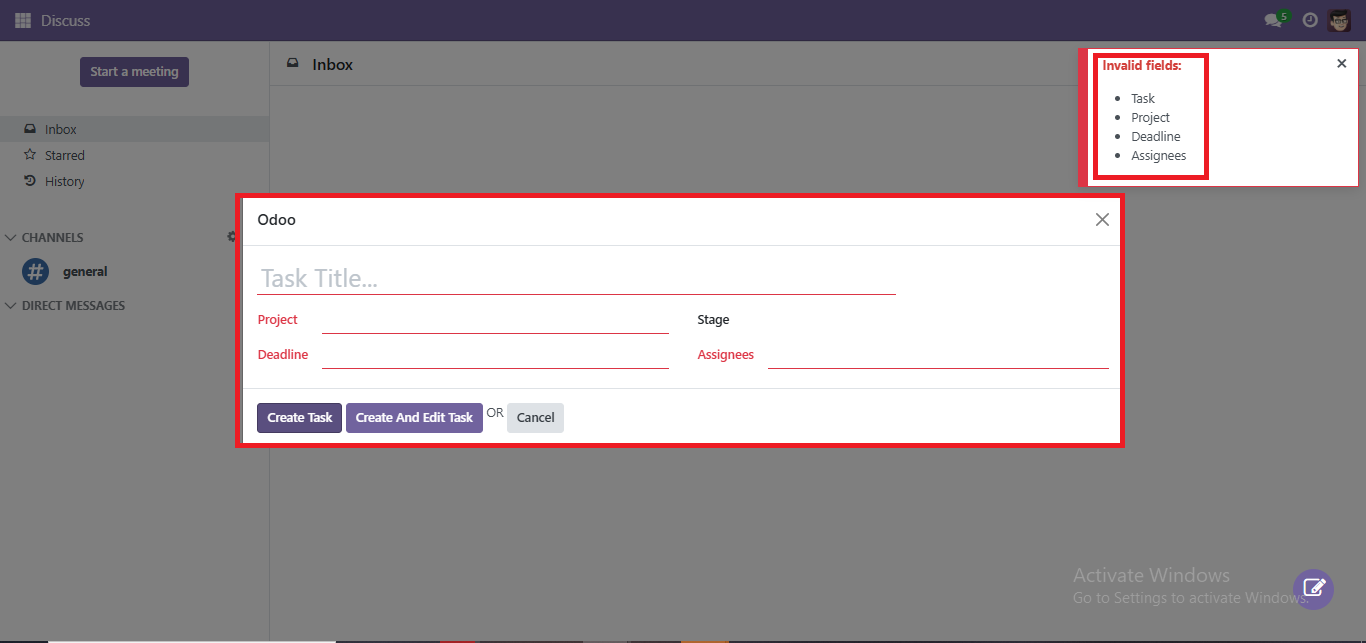 Discuss
5
Start a meeting
Inbox
Starred
History
CHANNELS
general
DIRECT MESSAGES
Inbox
Invalid fields:
Task
Project
Deadline
Assignees
Odoo
Task Title...
Project
Stage
Deadline
Assignees
Create Task Create And Edit Task OR Cancel
Activate Windows
Go to Settings to activate Windows.